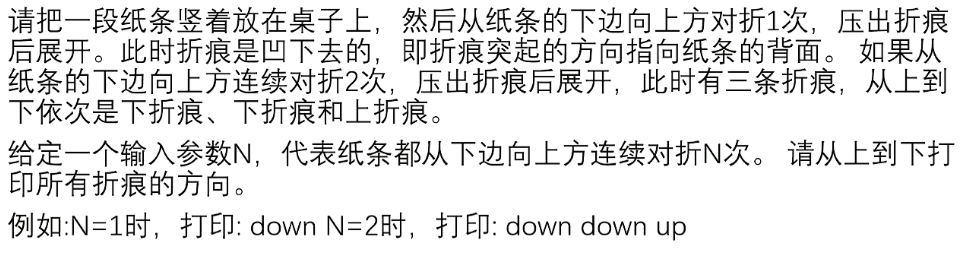 请把一段纸条竖着放在桌子上，然后从纸条的下边向上方对折1次，压出折痕
后展开。此时折痕是凹下去的，即折痕突起的方向指向纸条的背面。 如果从
纸条的下边向上方连续对折2次，压出折痕后展开，此时有三条折痕，从上到
下依次是下折痕、下折痕和上折痕。
给定一个输入参数N，代表纸条都从下边向上方连续对折N次。 请从上到下打
印所有折痕的方向。
例如:N=1时，打印: down N=2时，打印: down down up